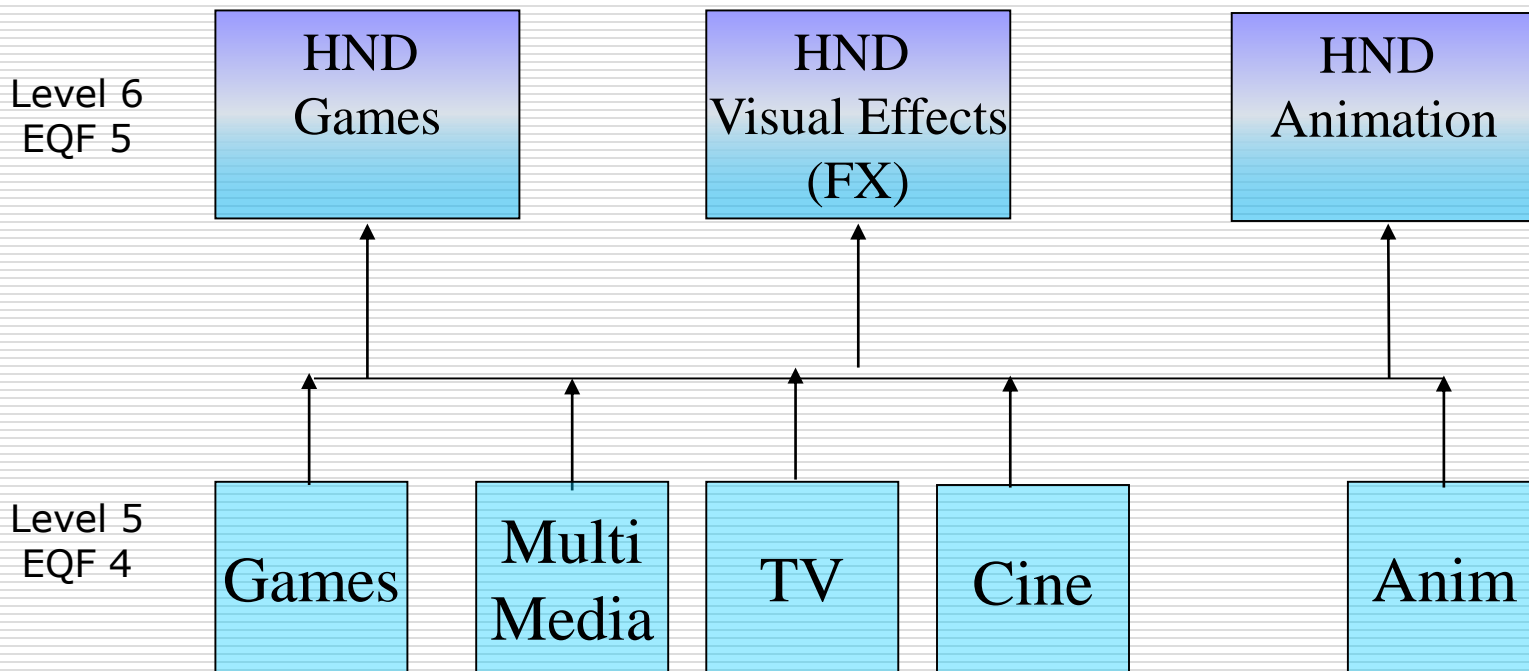 Level 6
EQF 5
HND
Games
HND
Visual Effects
(FX)
HND
Animation
Level 5
EQF 4
Games
Multi
Media
TV
Cine
Anim